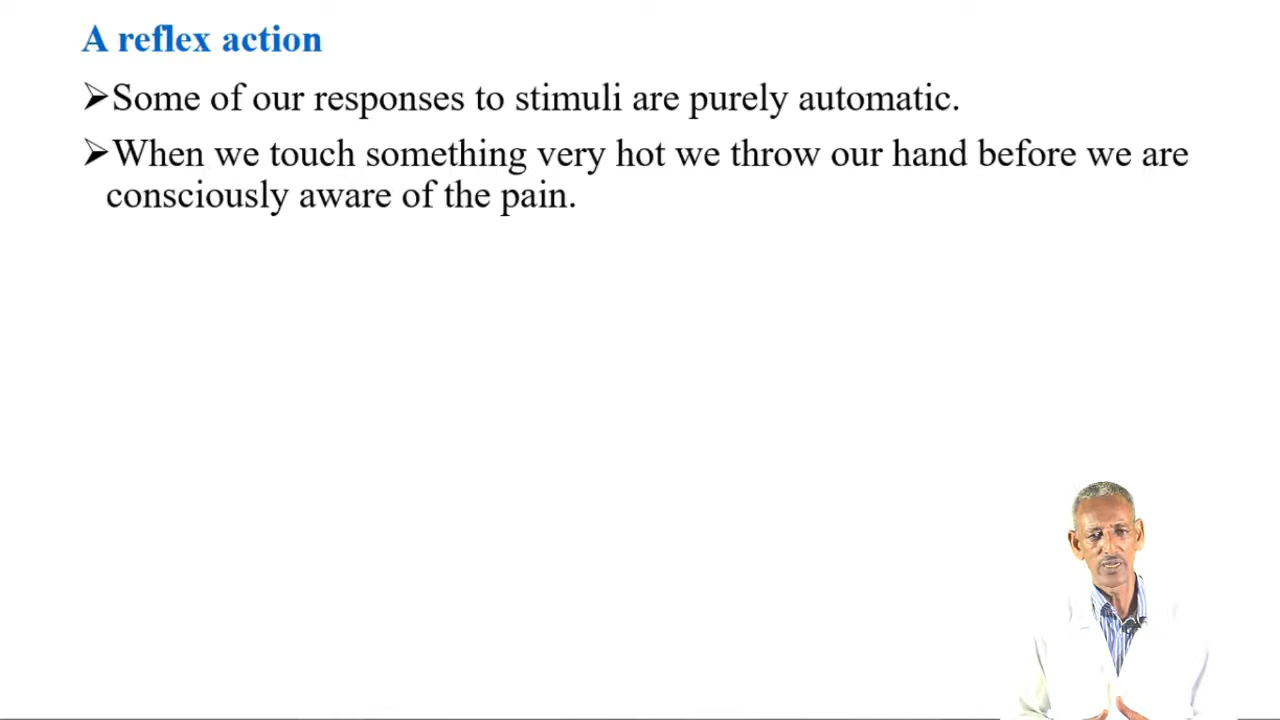 A reflex action
➢Some of our responses to stimuli are purely automatic.
➢When we touch something very hot we throw our hand before we are
consciously aware of the pain.